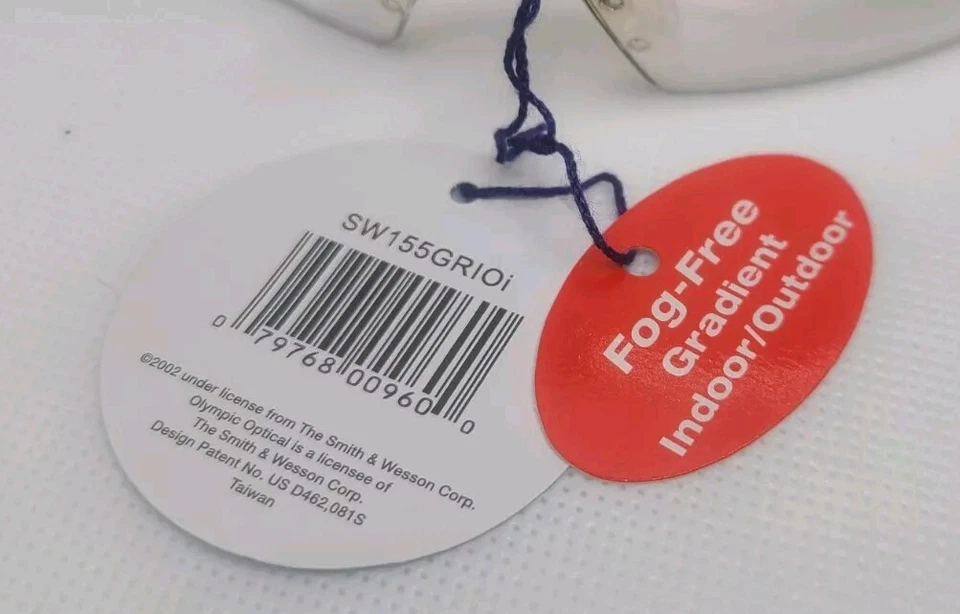 SW155GRIOi
0 79768 00960 0
©2002 under license from The Smith & Wesson Corp.
Olympic Optical is a licensee of
The Smith & Wesson Corp.
Design Patent No. US D462,081S
Taiwan
Fog-Free
Gradient
Indoor/Outdoor